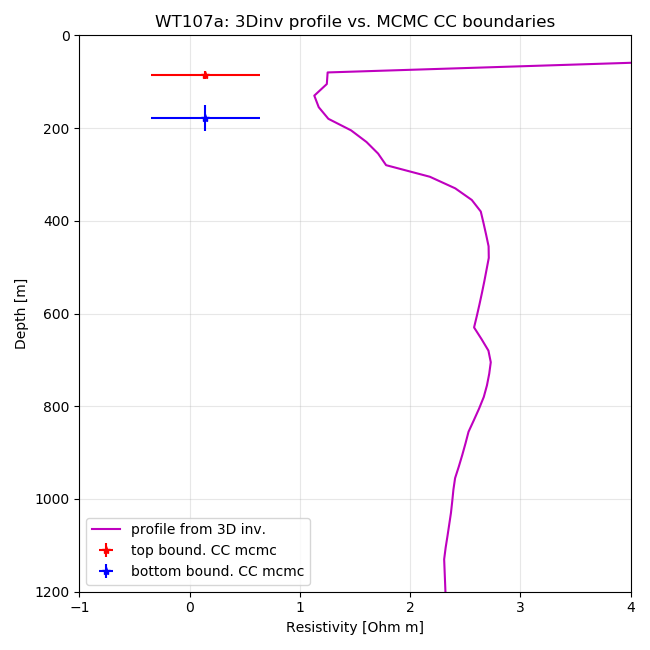 WT107a: 3Dinv profile vs. MCMC CC boundaries
0
200
400
600
800
1000
1200
Depth [m]
profile from 3D inv.
top bound. CC mcmc
bottom bound. CC mcmc
−1 0 1 2 3 4
Resistivity [Ohm m]